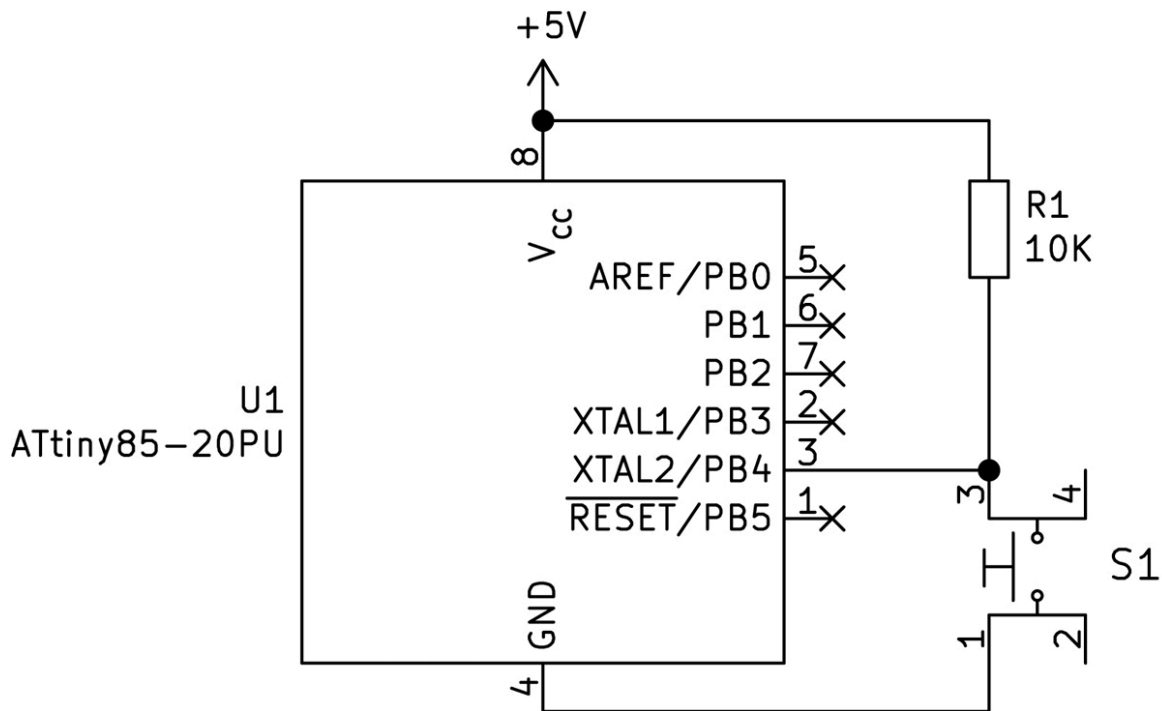 +5V
8
V_CC
R1
10K
AREF/PB0 5
PB1 6
PB2 7
U1
ATtiny85-20PU
XTAL1/PB3 2
XTAL2/PB4 3
RESET/PB5 1
3
4
S1
GND
1
2
4